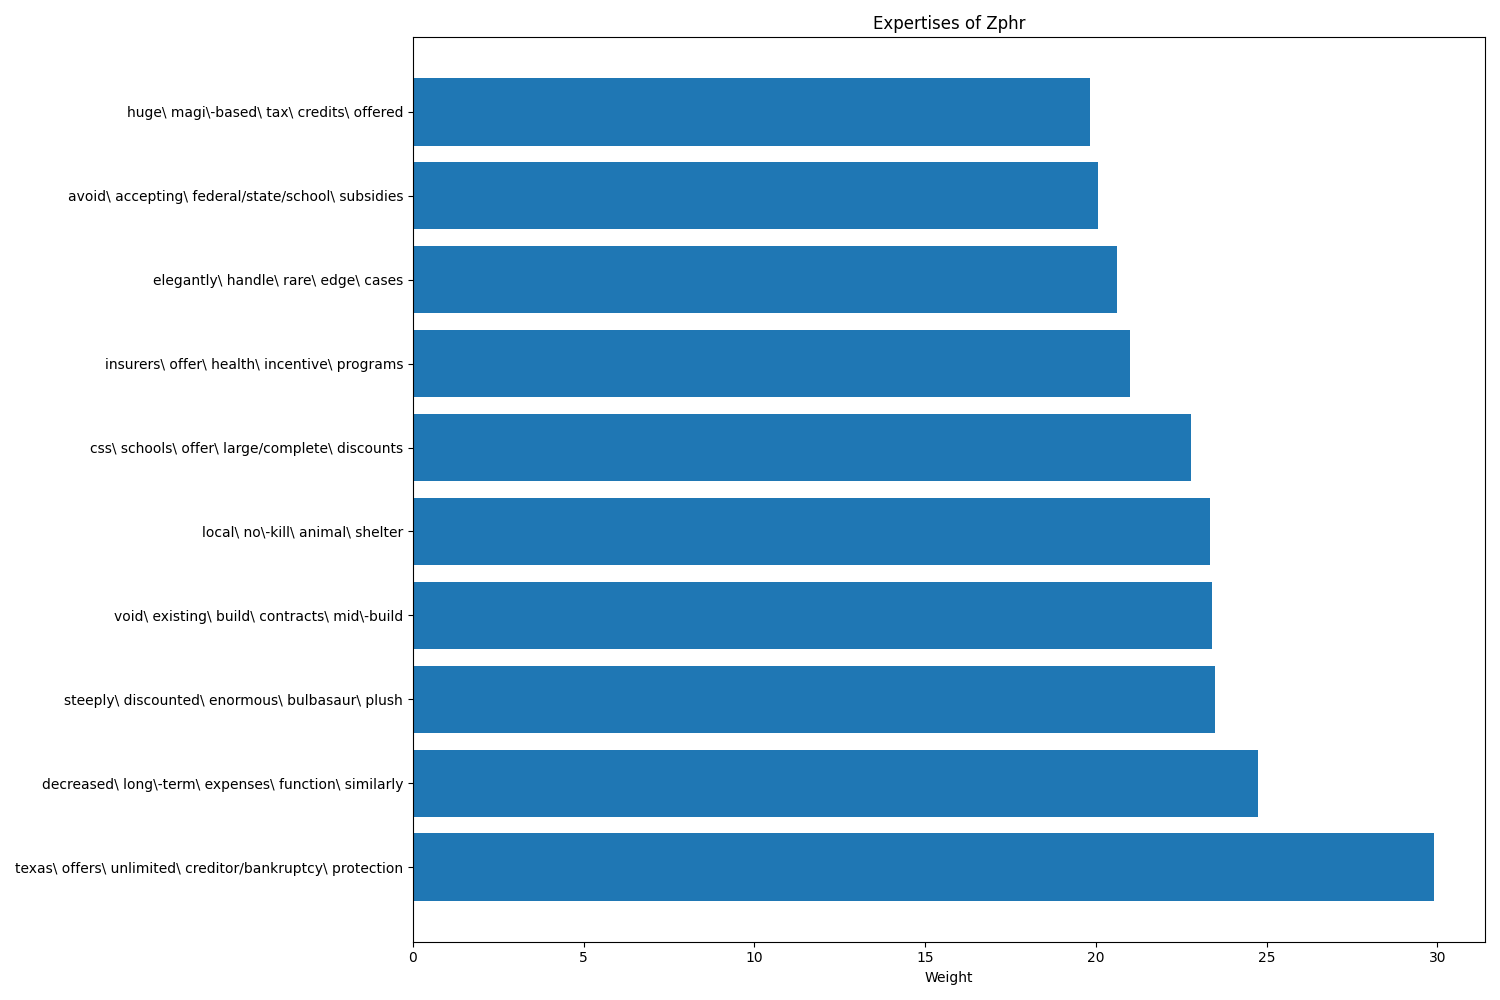 Expertises of Zphr
huge\ magi\-based\ tax\ credits\ offered
avoid\ accepting\ federal/state/school\ subsidies
elegantly\ handle\ rare\ edge\ cases
insurers\ offer\ health\ incentive\ programs
css\ schools\ offer\ large/complete\ discounts
local\ no\-kill\ animal\ shelter
void\ existing\ build\ contracts\ mid\-build
steeply\ discounted\ enormous\ bulbasaur\ plush
decreased\ long\-term\ expenses\ function\ similarly
texas\ offers\ unlimited\ creditor/bankruptcy\ protection
0 5 10 15 20 25 30
Weight